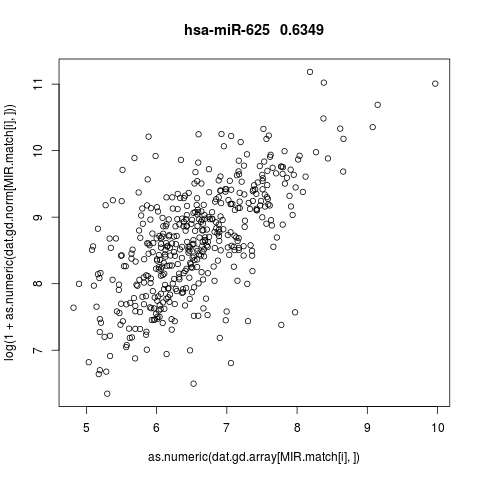 hsa-miR-625 0.6349
log(1 + as.numeric(dat.gd.norm[MIR.match[i], ]))
11
10
9
8
7
5 6 7 8 9 10
as.numeric(dat.gd.array[MIR.match[i], ])